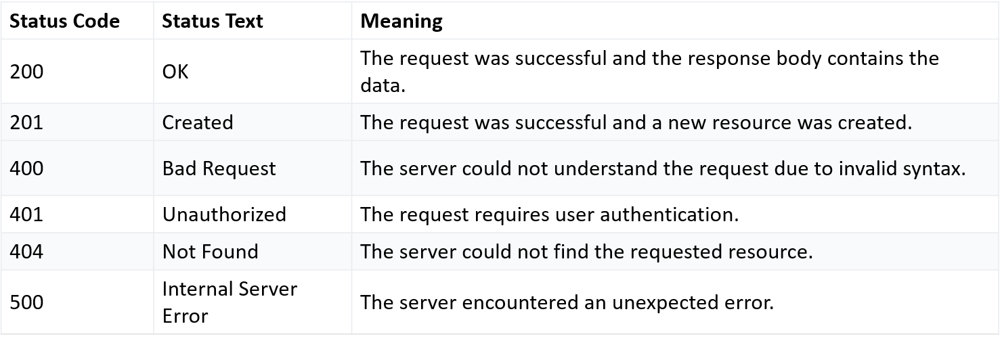 Status Code Status Text Meaning
200 OK The request was successful and the response body contains the
data.
201 Created The request was successful and a new resource was created.
400 Bad Request The server could not understand the request due to invalid syntax.
401 Unauthorized The request requires user authentication.
404 Not Found The server could not find the requested resource.
500 Internal Server
Error The server encountered an unexpected error.